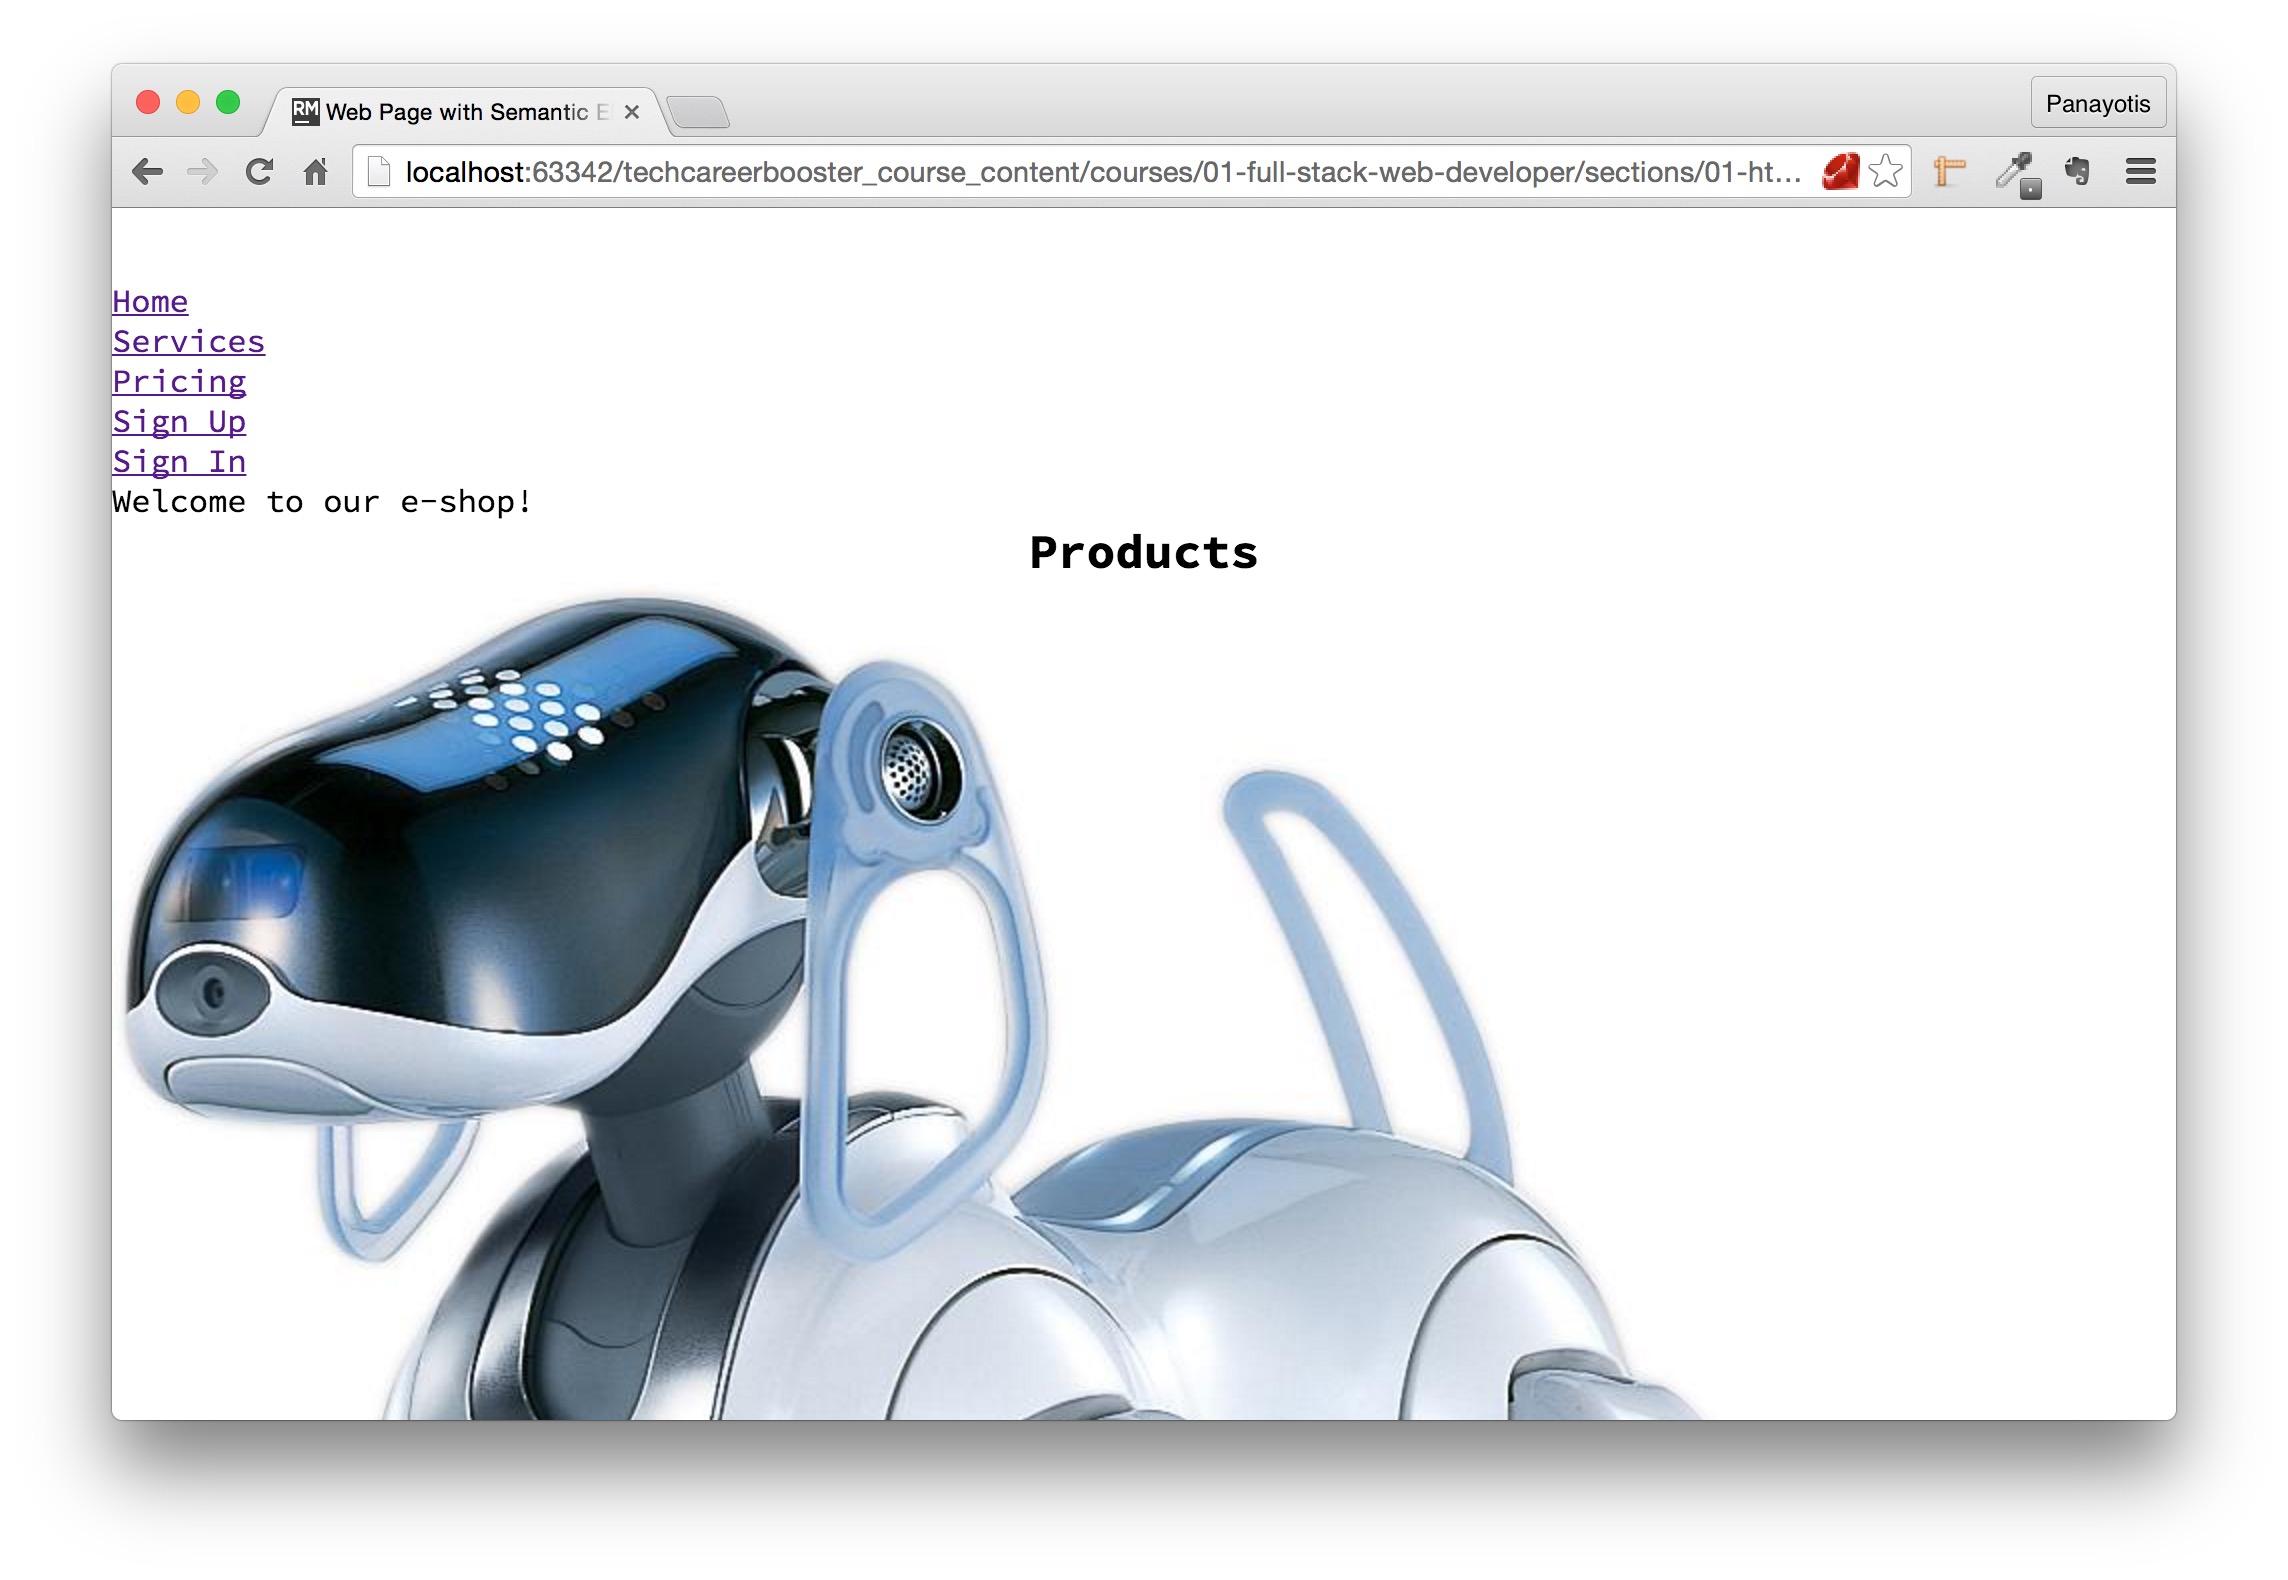 RM Web Page with Semantic E
Panayotis
localhost:63342/techcareerbooster_course_content/courses/01-full-stack-web-developer/sections/01-ht...
Home
Services
Pricing
Sign Up
Sign In
Welcome to our e-shop!
Products